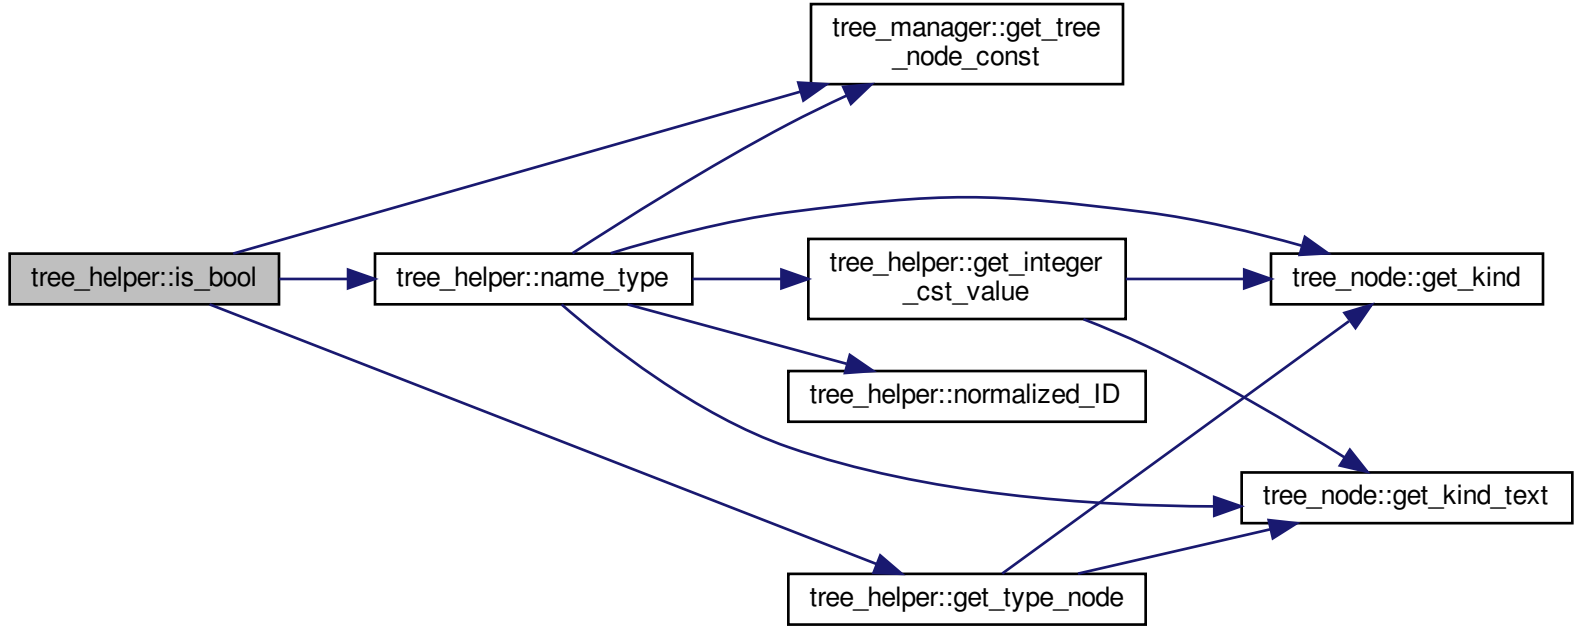 tree_manager::get_tree
_node_const
tree_helper::is_bool
tree_helper::name_type
tree_helper::get_integer
_cst_value
tree_node::get_kind
tree_helper::normalized_ID
tree_node::get_kind_text
tree_helper::get_type_node